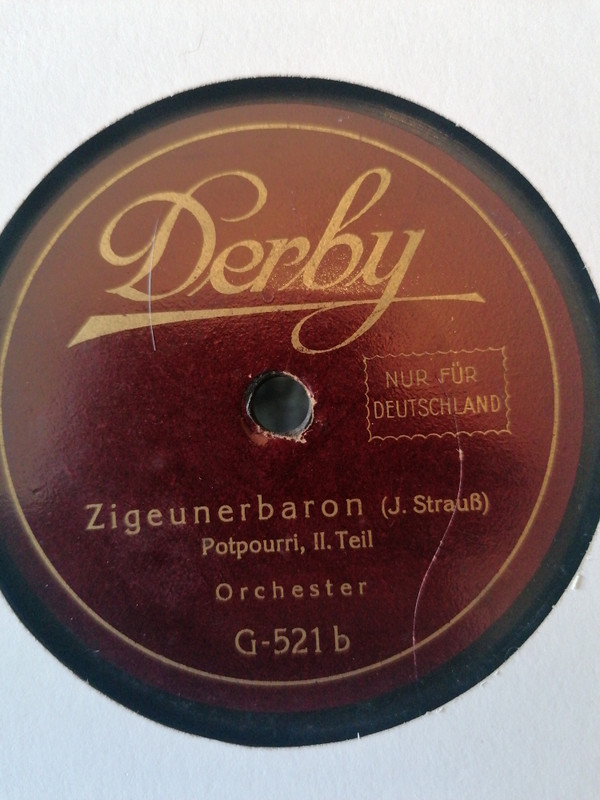 Derby
NUR FÜR
DEUTSCHLAND
Zigeunerbaron (J. Strauß)
Potpourri, II. Teil
Orchester
G-521 b